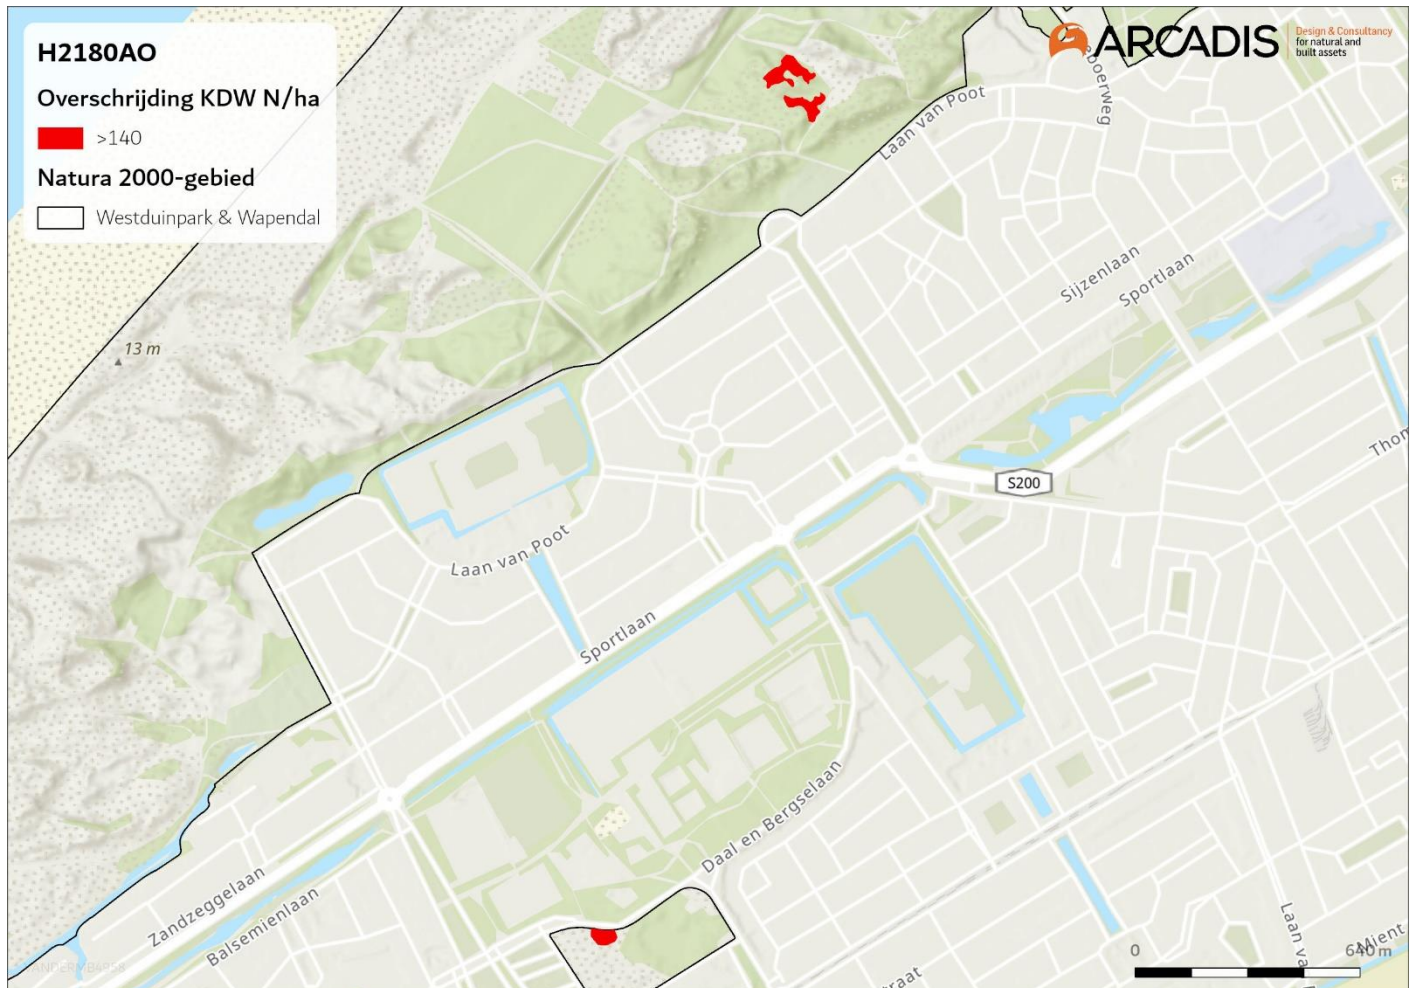 H2180AO
Overschrijding KDW N/ha
>140
Natura 2000-gebied
Westduinpark & Wapendal
ARCADIS
Design & Consultancy
for natural and
built assets
Laan van Poot
Sijzenlaan
Sportlaan
13 m
S200
Laan van Poot
Sportlaan
Daal en Bergselaan
Zandzeggelaan
Balsemienlaan
Mient
0
640 m